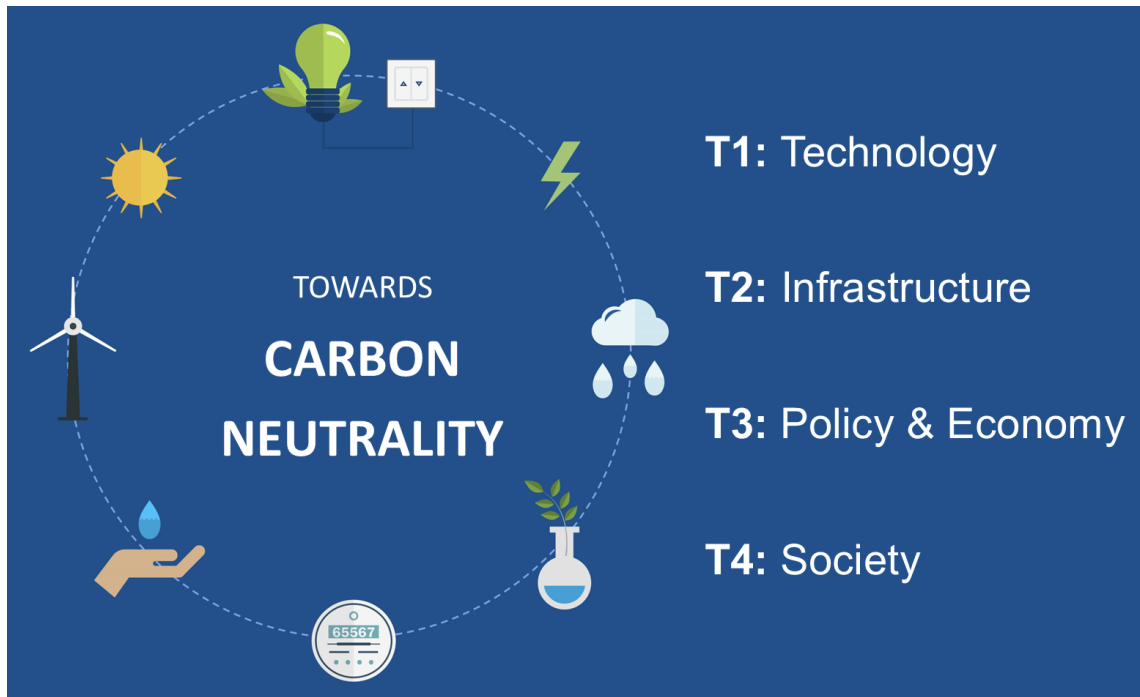 TOWARDS
CARBON
NEUTRALITY
65567
T1: Technology
T2: Infrastructure
T3: Policy & Economy
T4: Society